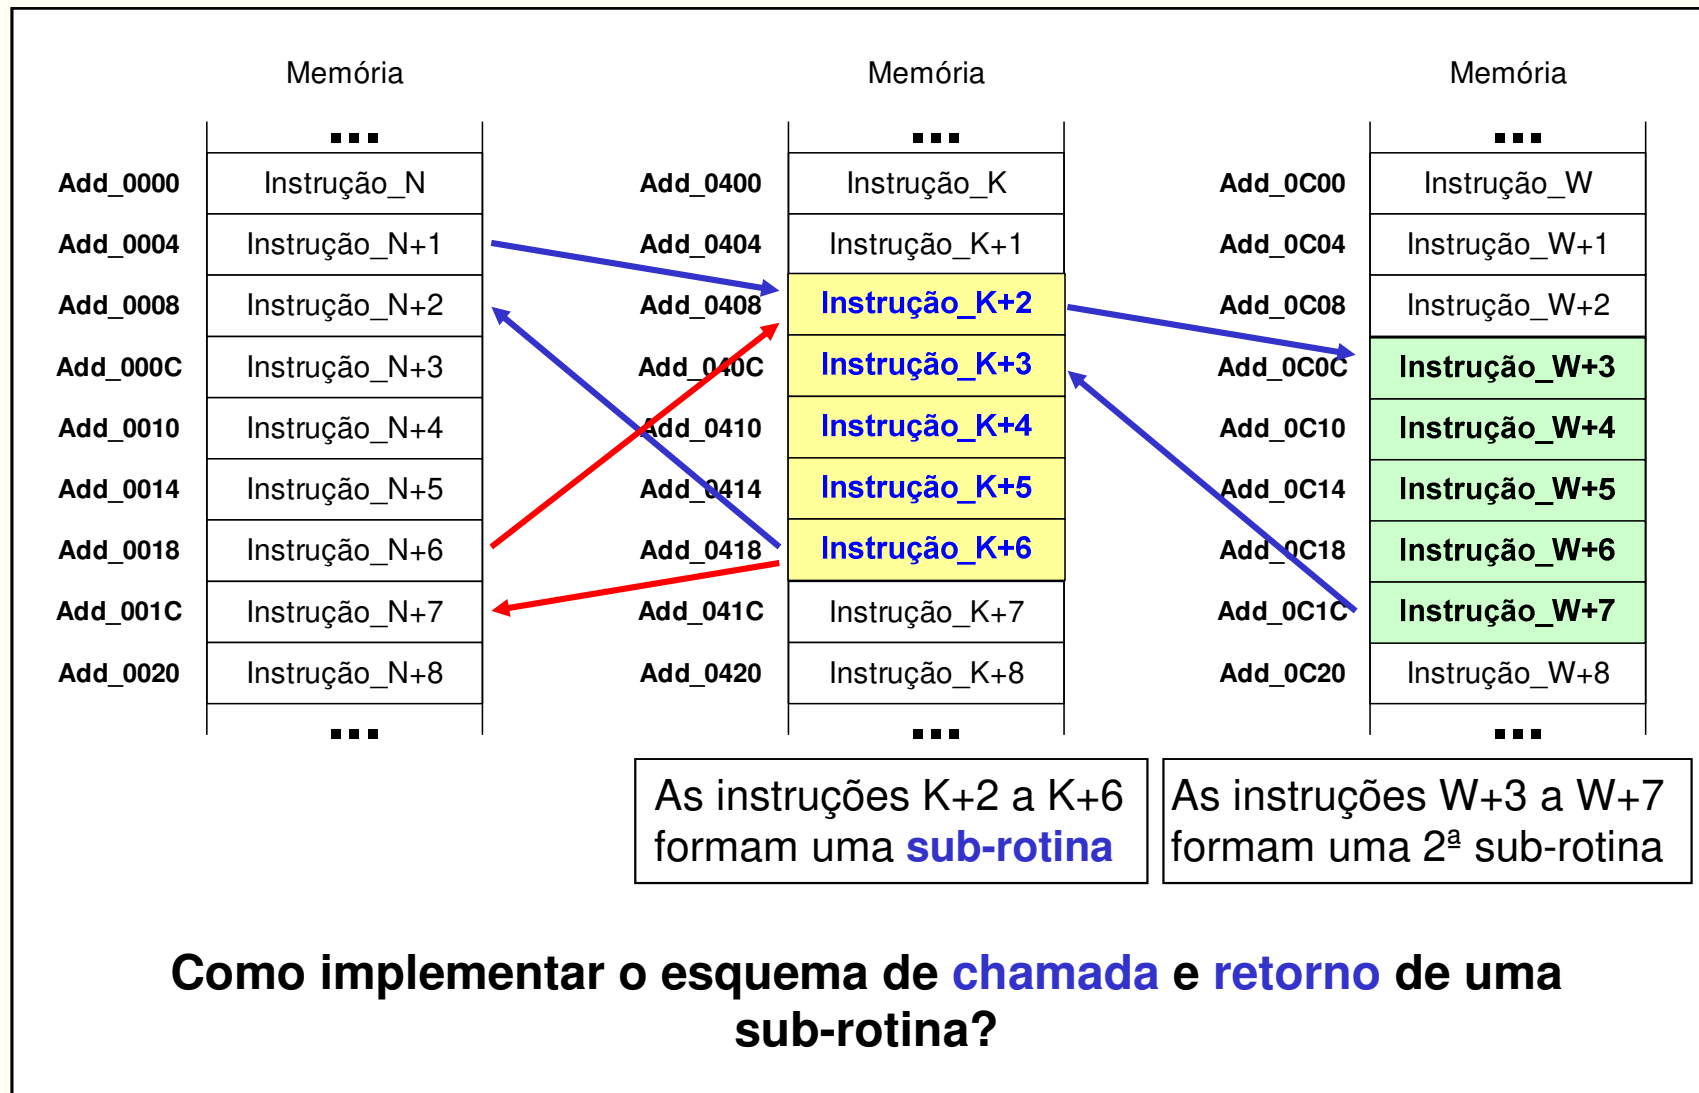 Memória
...
Add_0000 Instrução_N
Add_0004 Instrução_N+1
Add_0008 Instrução_N+2
Add_000C Instrução_N+3
Add_0010 Instrução_N+4
Add_0014 Instrução_N+5
Add_0018 Instrução_N+6
Add_001C Instrução_N+7
Add_0020 Instrução_N+8
...
Memória
...
Add_0400 Instrução_K
Add_0404 Instrução_K+1
Add_0408 Instrução_K+2
Add_040C Instrução_K+3
Add_0410 Instrução_K+4
Add_0414 Instrução_K+5
Add_0418 Instrução_K+6
Add_041C Instrução_K+7
Add_0420 Instrução_K+8
...
Memória
...
Add_0C00 Instrução_W
Add_0C04 Instrução_W+1
Add_0C08 Instrução_W+2
Add_0C0C Instrução_W+3
Add_0C10 Instrução_W+4
Add_0C14 Instrução_W+5
Add_0C18 Instrução_W+6
Add_0C1C Instrução_W+7
Add_0C20 Instrução_W+8
...
As instruções K+2 a K+6
formam uma sub-rotina
As instruções W+3 a W+7
formam uma 2ª sub-rotina
Como implementar o esquema de chamada e retorno de uma
sub-rotina?